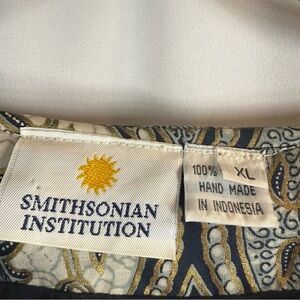 SMITHSONIAN
INSTITUTION
100% XL
HAND MADE
IN INDONESIA